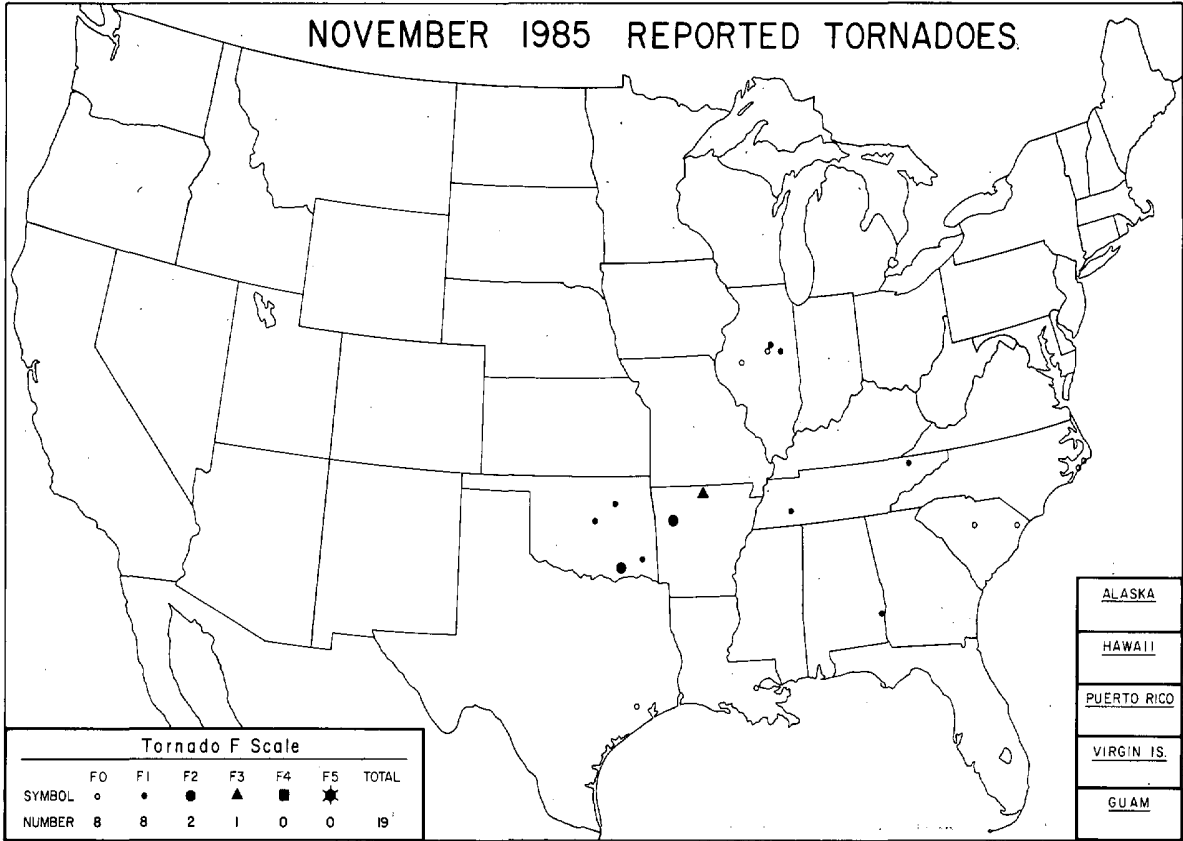 NOVEMBER 1985 REPORTED TORNADOES
ALASKA
HAWAII
PUERTO RICO
VIRGIN IS.
GUAM
Tornado F Scale
F0 F1 F2 F3 F4 F5 TOTAL
SYMBOL
NUMBER 8 8 2 1 0 0 19